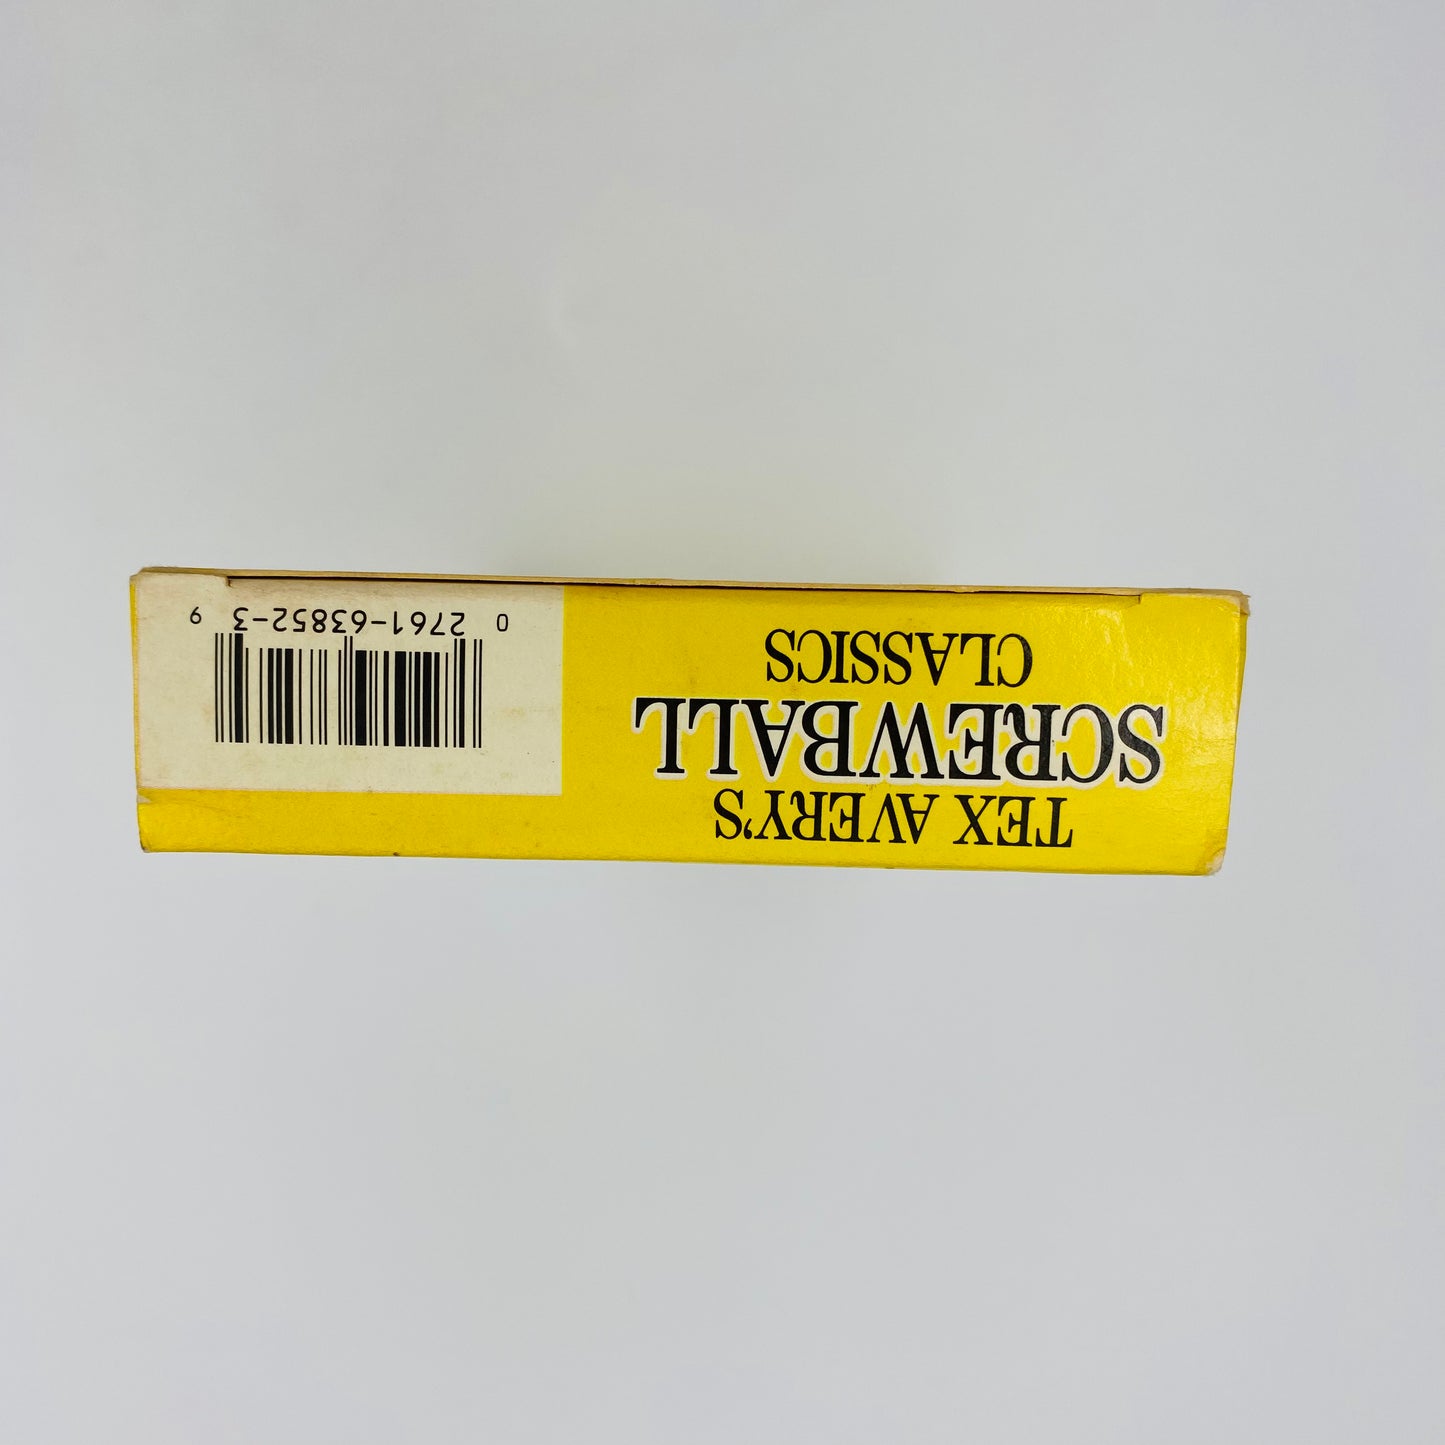 TEX AVERY'S
SCREWBALL
CLASSICS
0 2761-63852-3 9